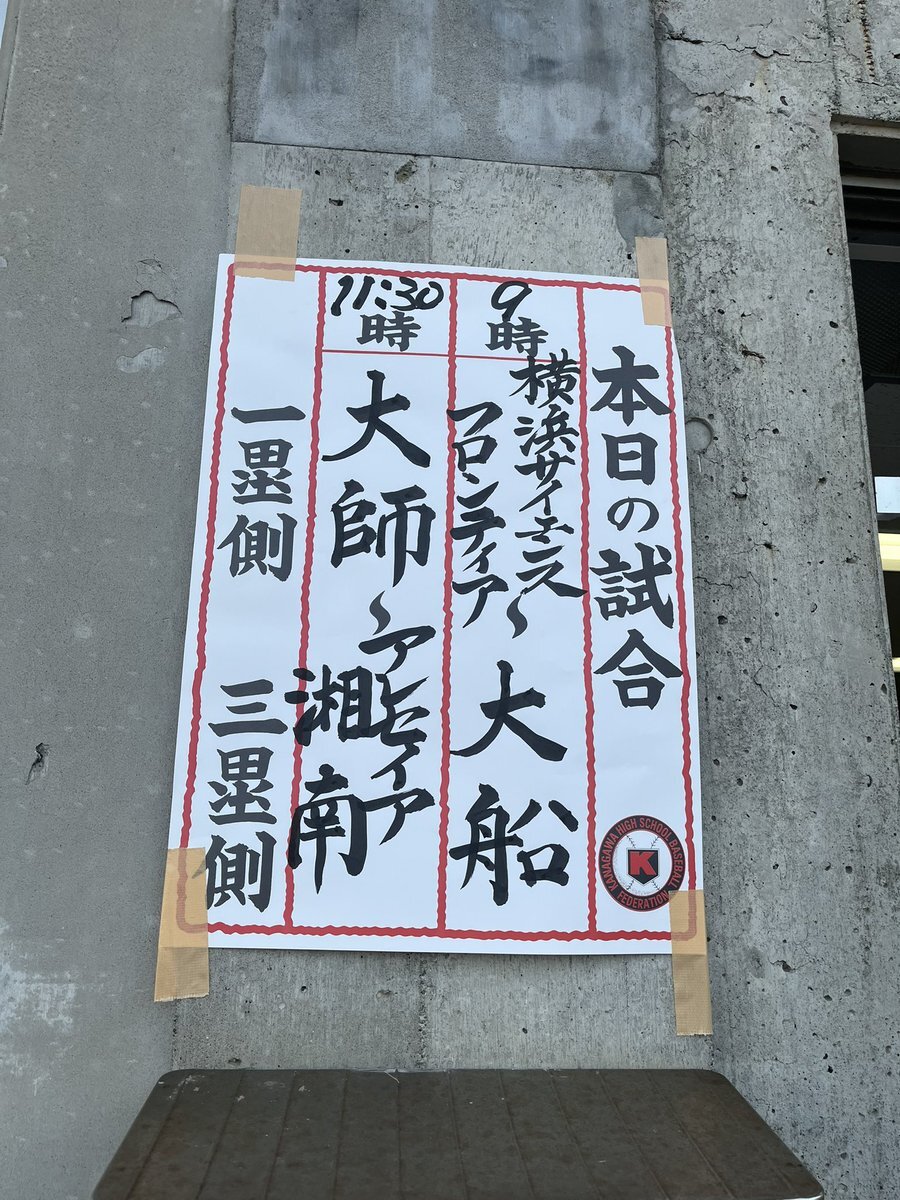 本日の試合
9時
横浜サイエンス
フロンティア
〜
大船
11:30時
大師
〜
アレセイア
湘南
一塁側
三塁側
KANAGAWA HIGH SCHOOL BASEBALL
FEDERATION
K